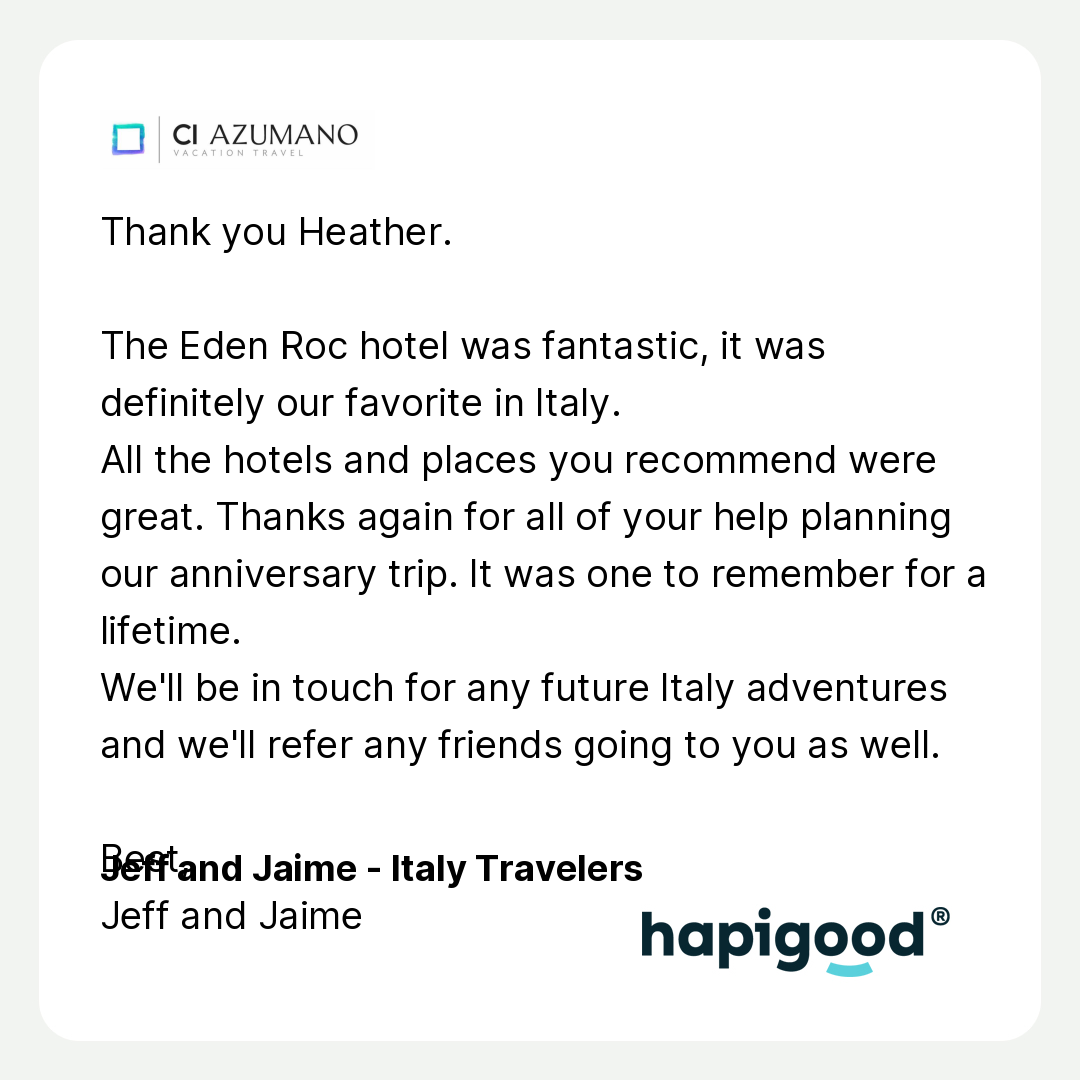 CI AZUMANO
VACATION TRAVEL
Thank you Heather.
The Eden Roc hotel was fantastic, it was
definitely our favorite in Italy.
All the hotels and places you recommend were
great. Thanks again for all of your help planning
our anniversary trip. It was one to remember for a
lifetime.
We'll be in touch for any future Italy adventures
and we'll refer any friends going to you as well.
Best,
Jeff and Jaime - Italy Travelers
Jeff and Jaime
hapigood®